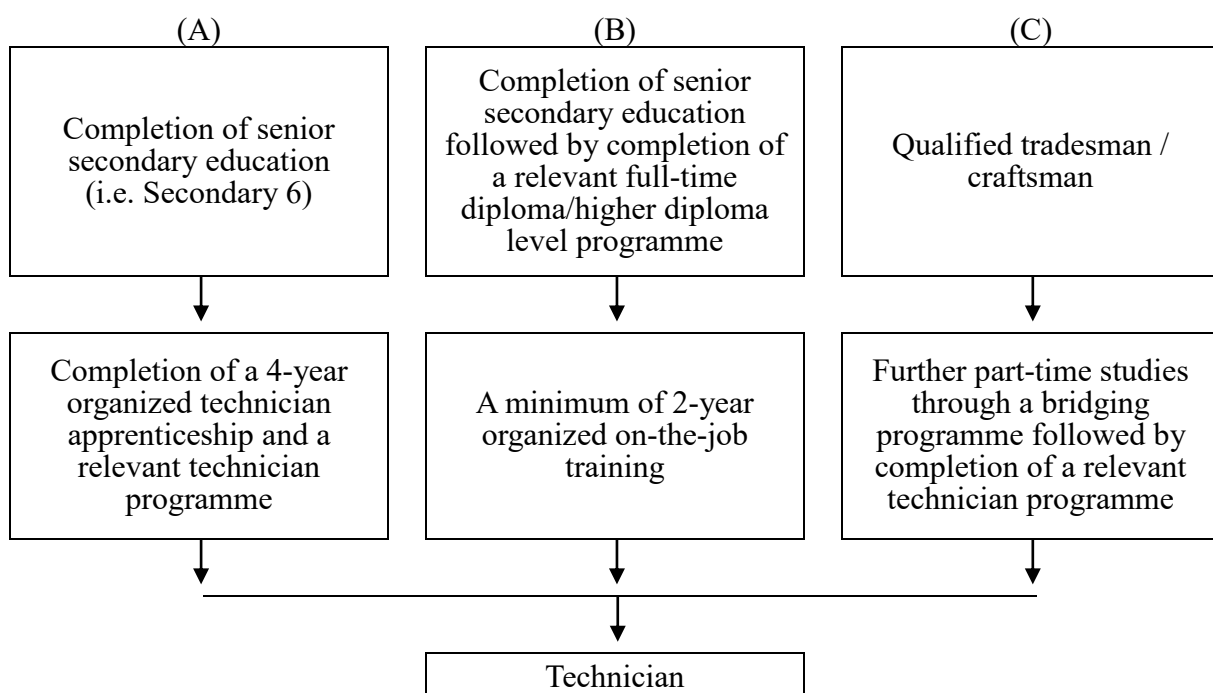 (A)
(B)
(C)
Completion of senior
secondary education
(i.e. Secondary 6)
Completion of senior
secondary education
followed by completion of
a relevant full-time
diploma/higher diploma
level programme
Qualified tradesman /
craftsman
Completion of a 4-year
organized technician
apprenticeship and a
relevant technician
programme
A minimum of 2-year
organized on-the-job
training
Further part-time studies
through a bridging
programme followed by
completion of a relevant
technician programme
Technician